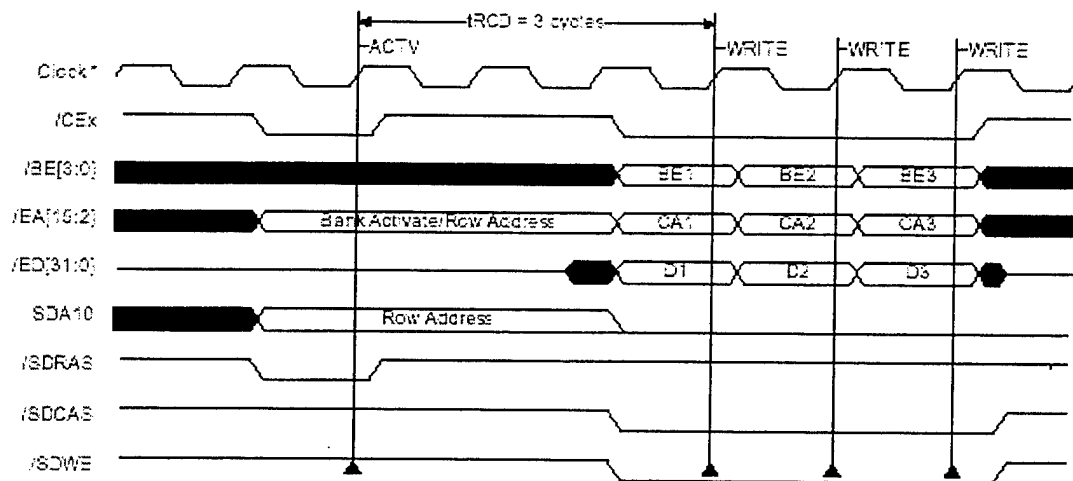 tRCD = 3 cycles
ACTV
WRITE
WRITE
WRITE
Clock*
/CEx
/BE[3:0]
BE1
BE2
BE3
/EA[15:2]
Bank Activate/Row Address
CA1
CA2
CA3
/ED[31:0]
D1
D2
D3
SDA10
Row Address
/SDRAS
/SDCAS
/SDWE